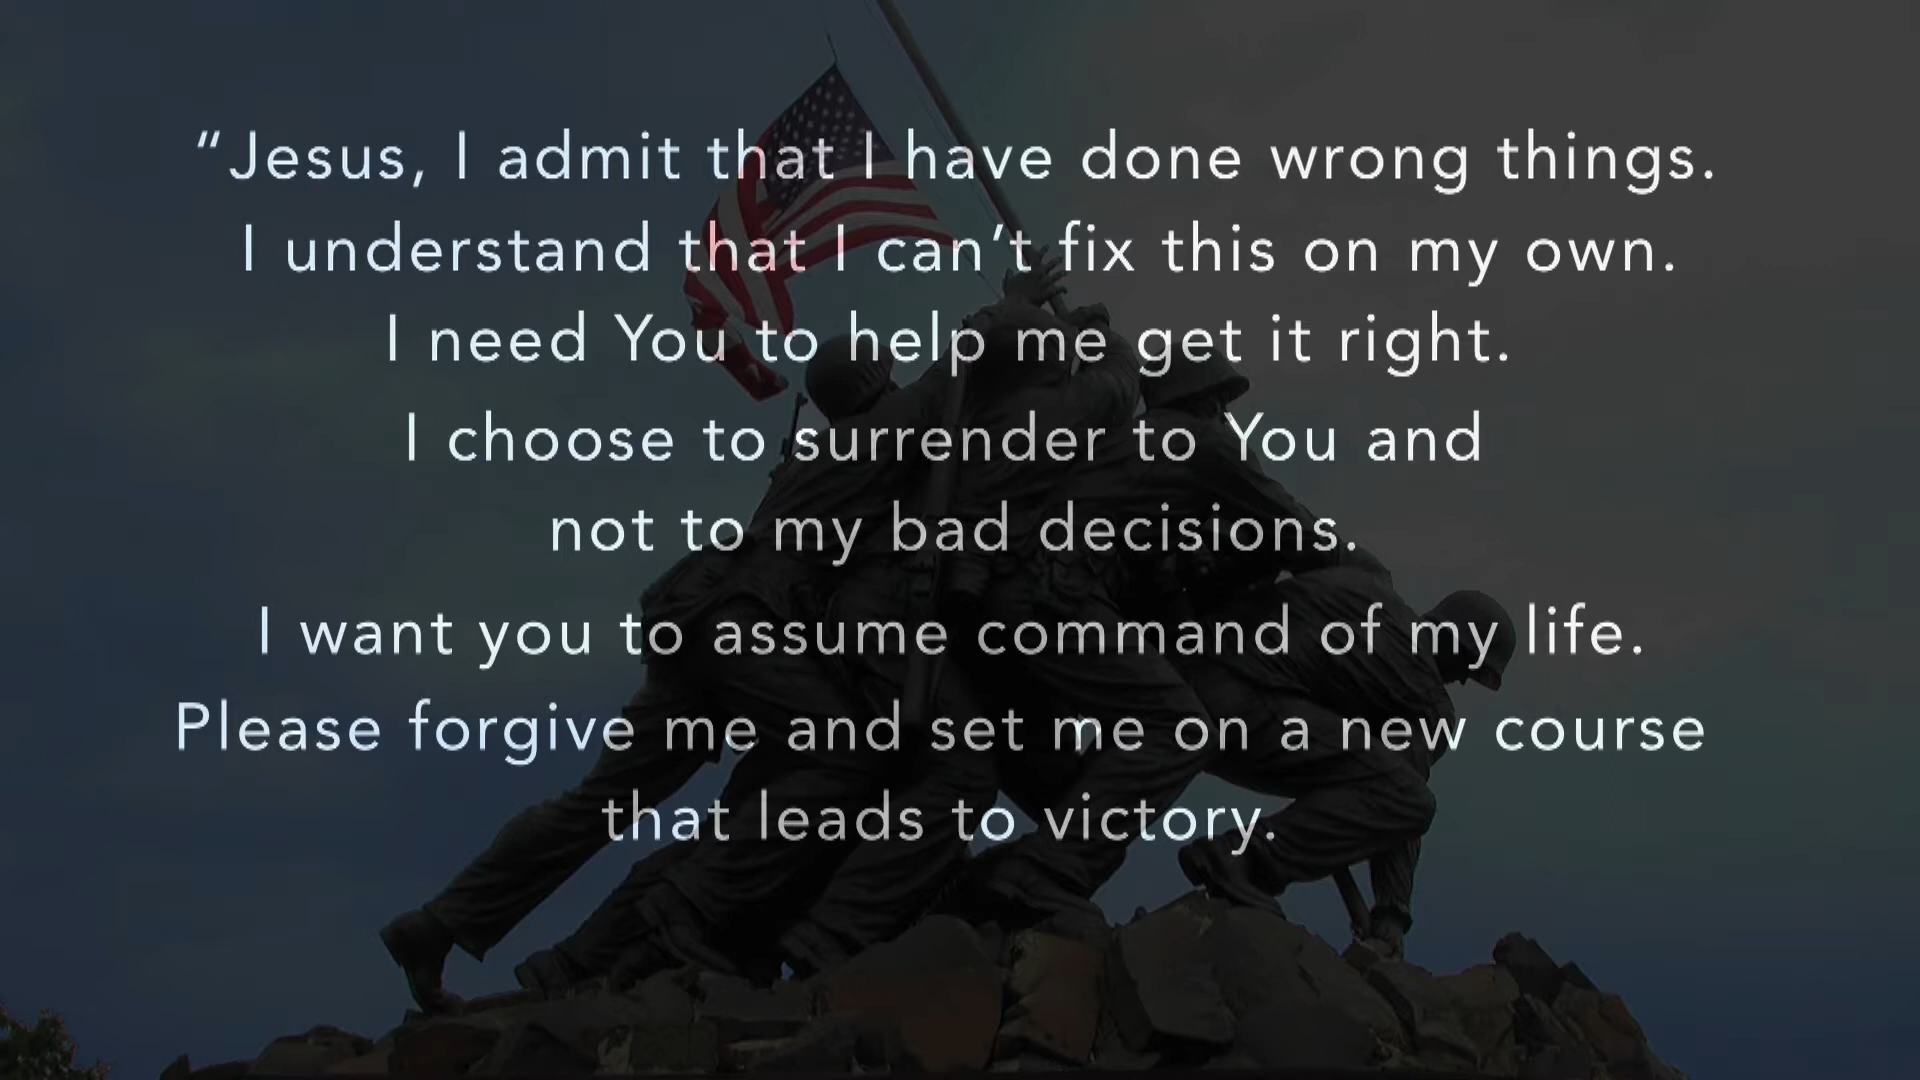 “Jesus, I admit that I have done wrong things.
I understand that I can’t fix this on my own.
I need You to help me get it right.
I choose to surrender to You and
not to my bad decisions.
I want you to assume command of my life.
Please forgive me and set me on a new course
that leads to victory.